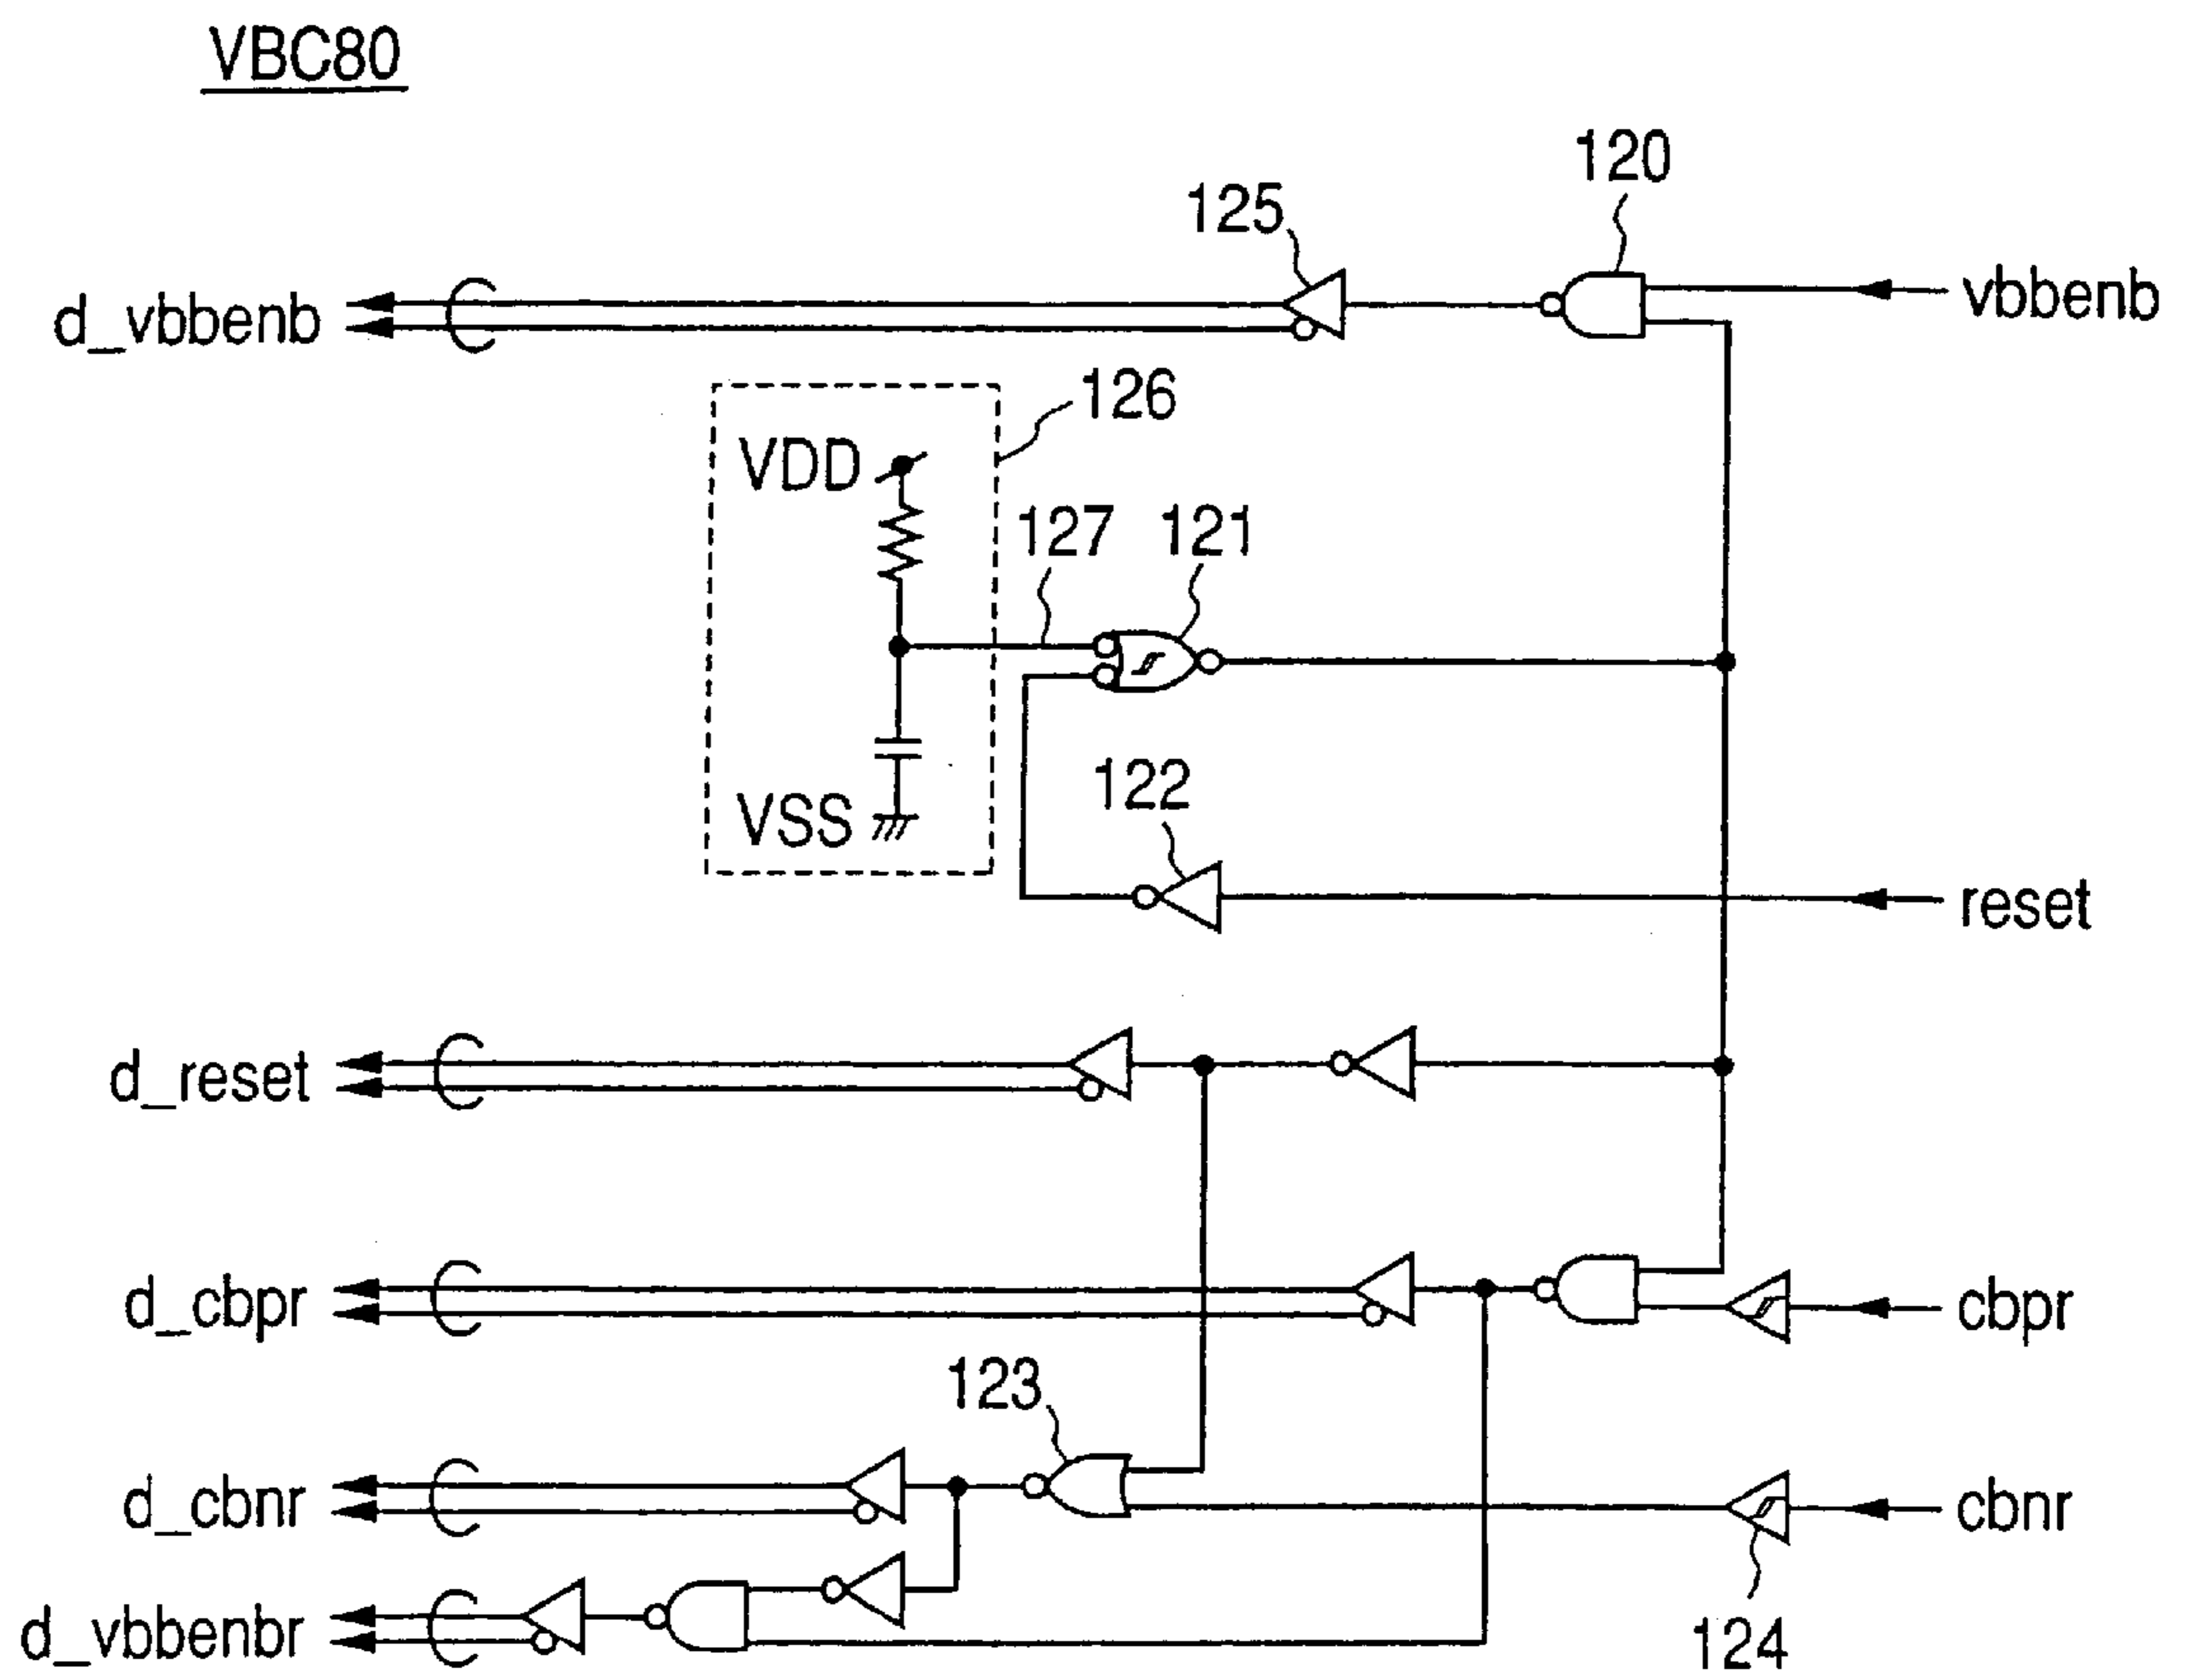 VBC80
120
125
vbbenb
d_vbbenb
126
VDD
127
121
122
VSS
reset
d_reset
d_cbpr
cbpr
123
d_cbnr
cbnr
d_vbbenbr
124